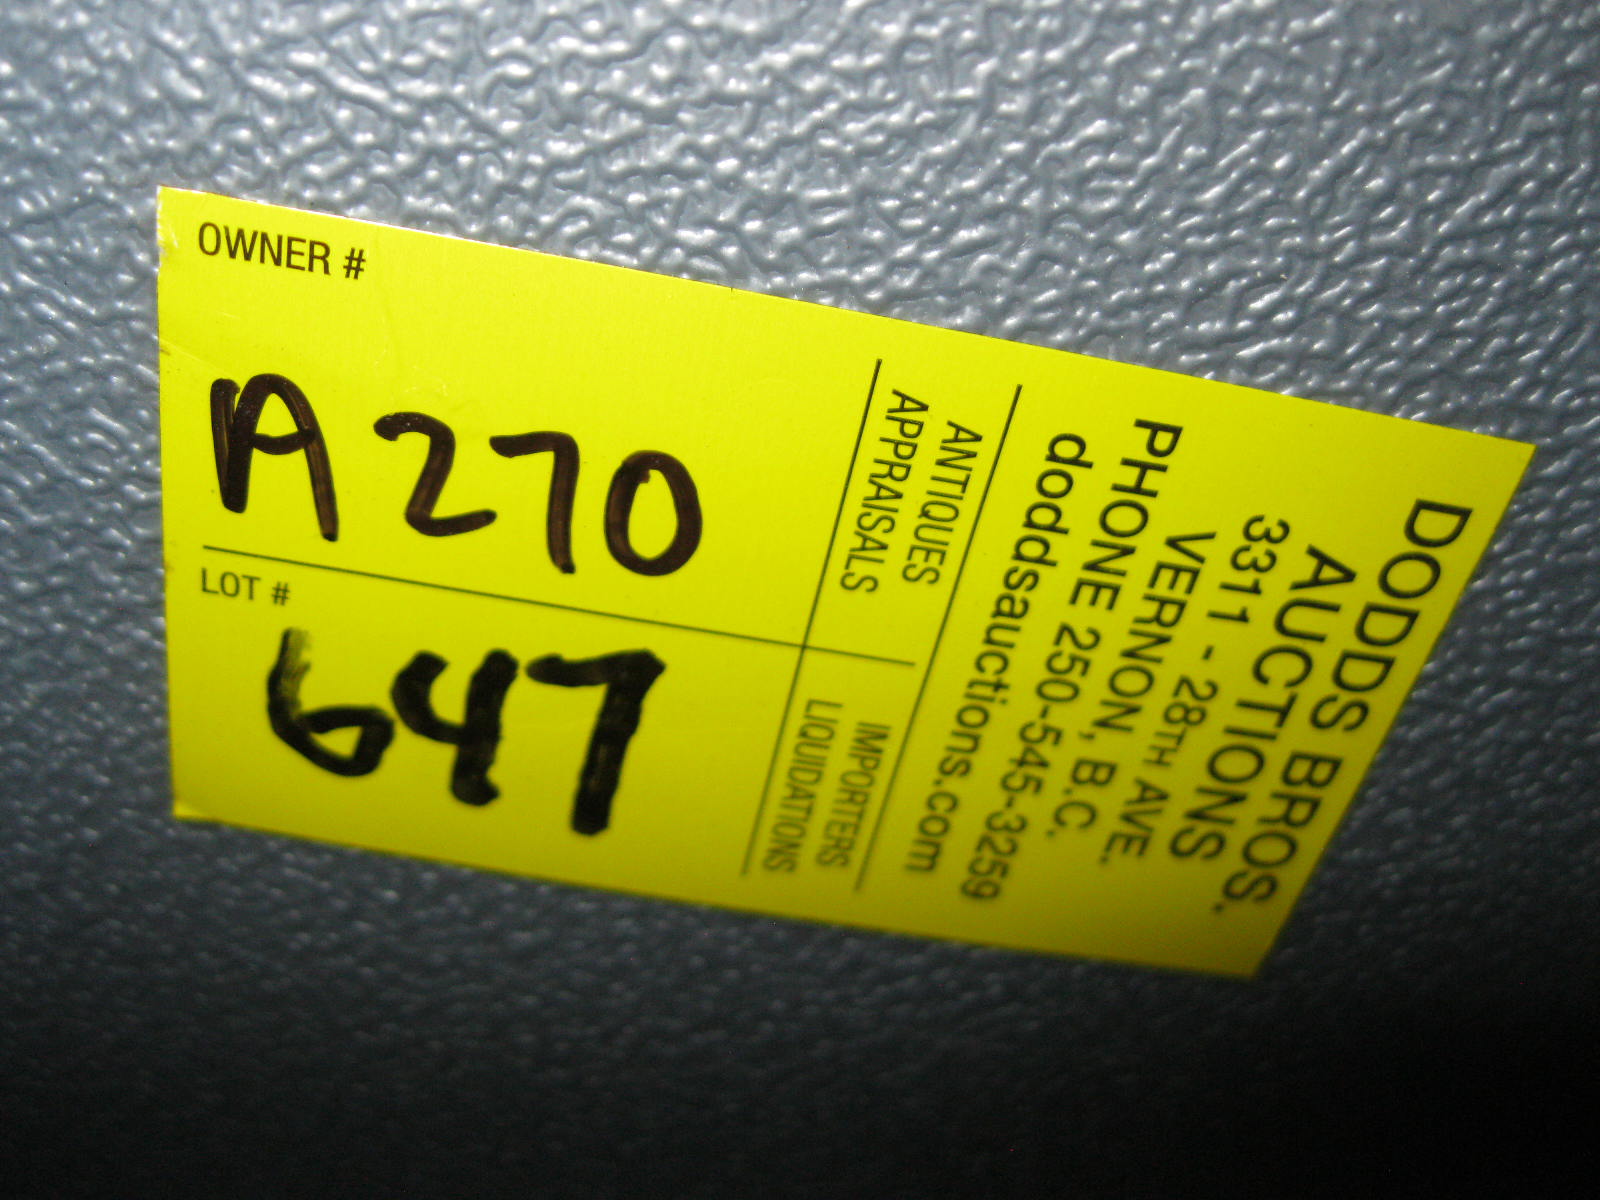 OWNER #
A270
LOT #
647
DODDS BROS.
AUCTIONS
3311 - 28TH AVE.
VERNON, B.C.
PHONE 250-545-3259
doddsauctions.com
ANTIQUES
APPRAISALS
IMPORTERS
LIQUIDATIONS